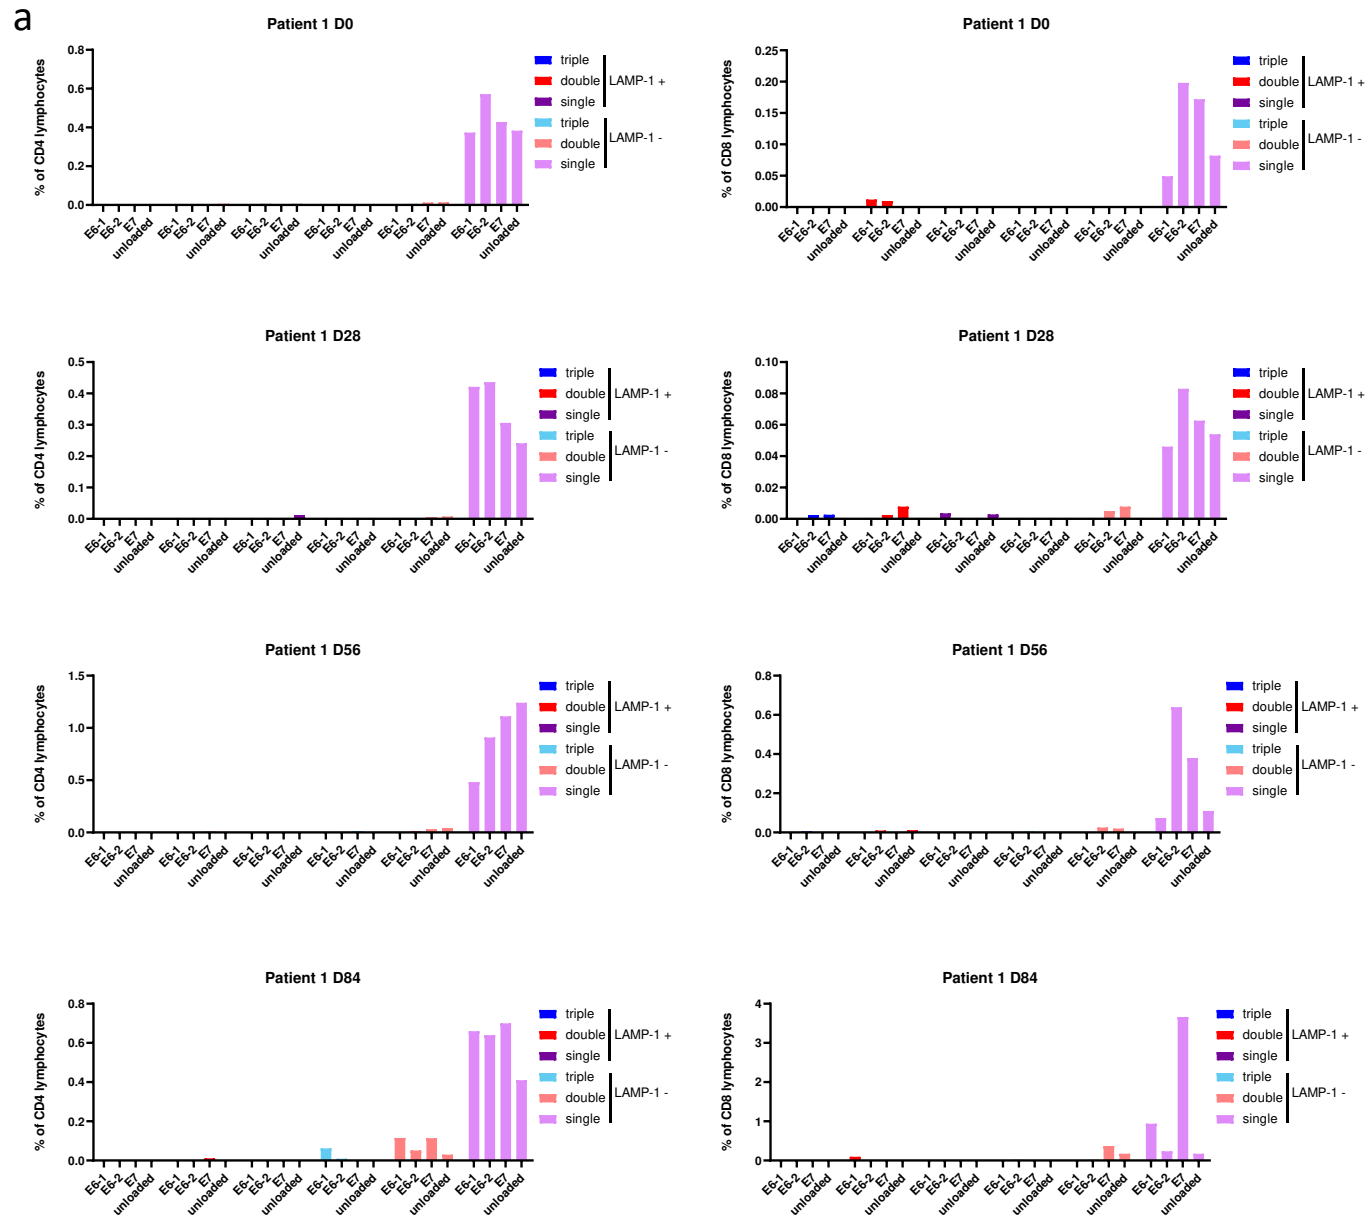 a
Patient 1 D0
% of CD4 lymphocytes
0.8
0.6
0.4
0.2
0.0
E6-1 E6-2 E7 unloaded E6-1 E6-2 E7 unloaded E6-1 E6-2 E7 unloaded E6-1 E6-2 E7 unloaded E6-1 E6-2 E7 unloaded E6-1 E6-2 E7 unloaded
triple
double
single
LAMP-1 +
triple
double
single
LAMP-1 -
Patient 1 D0
% of CD8 lymphocytes
0.25
0.20
0.15
0.10
0.05
0.00
E6-1 E6-2 E7 unloaded E6-1 E6-2 E7 unloaded E6-1 E6-2 E7 unloaded E6-1 E6-2 E7 unloaded E6-1 E6-2 E7 unloaded E6-1 E6-2 E7 unloaded
triple
double
single
LAMP-1 +
triple
double
single
LAMP-1 -
Patient 1 D28
% of CD4 lymphocytes
0.5
0.4
0.3
0.2
0.1
0.0
E6-1 E6-2 E7 unloaded E6-1 E6-2 E7 unloaded E6-1 E6-2 E7 unloaded E6-1 E6-2 E7 unloaded E6-1 E6-2 E7 unloaded E6-1 E6-2 E7 unloaded
triple
double
single
LAMP-1 +
triple
double
single
LAMP-1 -
Patient 1 D28
% of CD8 lymphocytes
0.10
0.08
0.06
0.04
0.02
0.00
E6-1 E6-2 E7 unloaded E6-1 E6-2 E7 unloaded E6-1 E6-2 E7 unloaded E6-1 E6-2 E7 unloaded E6-1 E6-2 E7 unloaded E6-1 E6-2 E7 unloaded
triple
double
single
LAMP-1 +
triple
double
single
LAMP-1 -
Patient 1 D56
% of CD4 lymphocytes
1.5
1.0
0.5
0.0
E6-1 E6-2 E7 unloaded E6-1 E6-2 E7 unloaded E6-1 E6-2 E7 unloaded E6-1 E6-2 E7 unloaded E6-1 E6-2 E7 unloaded E6-1 E6-2 E7 unloaded
triple
double
single
LAMP-1 +
triple
double
single
LAMP-1 -
Patient 1 D56
% of CD8 lymphocytes
0.8
0.6
0.4
0.2
0.0
E6-1 E6-2 E7 unloaded E6-1 E6-2 E7 unloaded E6-1 E6-2 E7 unloaded E6-1 E6-2 E7 unloaded E6-1 E6-2 E7 unloaded E6-1 E6-2 E7 unloaded
triple
double
single
LAMP-1 +
triple
double
single
LAMP-1 -
Patient 1 D84
% of CD4 lymphocytes
0.8
0.6
0.4
0.2
0.0
E6-1 E6-2 E7 unloaded E6-1 E6-2 E7 unloaded E6-1 E6-2 E7 unloaded E6-1 E6-2 E7 unloaded E6-1 E6-2 E7 unloaded E6-1 E6-2 E7 unloaded
triple
double
single
LAMP-1 +
triple
double
single
LAMP-1 -
Patient 1 D84
% of CD8 lymphocytes
4
3
2
1
0
E6-1 E6-2 E7 unloaded E6-1 E6-2 E7 unloaded E6-1 E6-2 E7 unloaded E6-1 E6-2 E7 unloaded E6-1 E6-2 E7 unloaded E6-1 E6-2 E7 unloaded
triple
double
single
LAMP-1 +
triple
double
single
LAMP-1 -